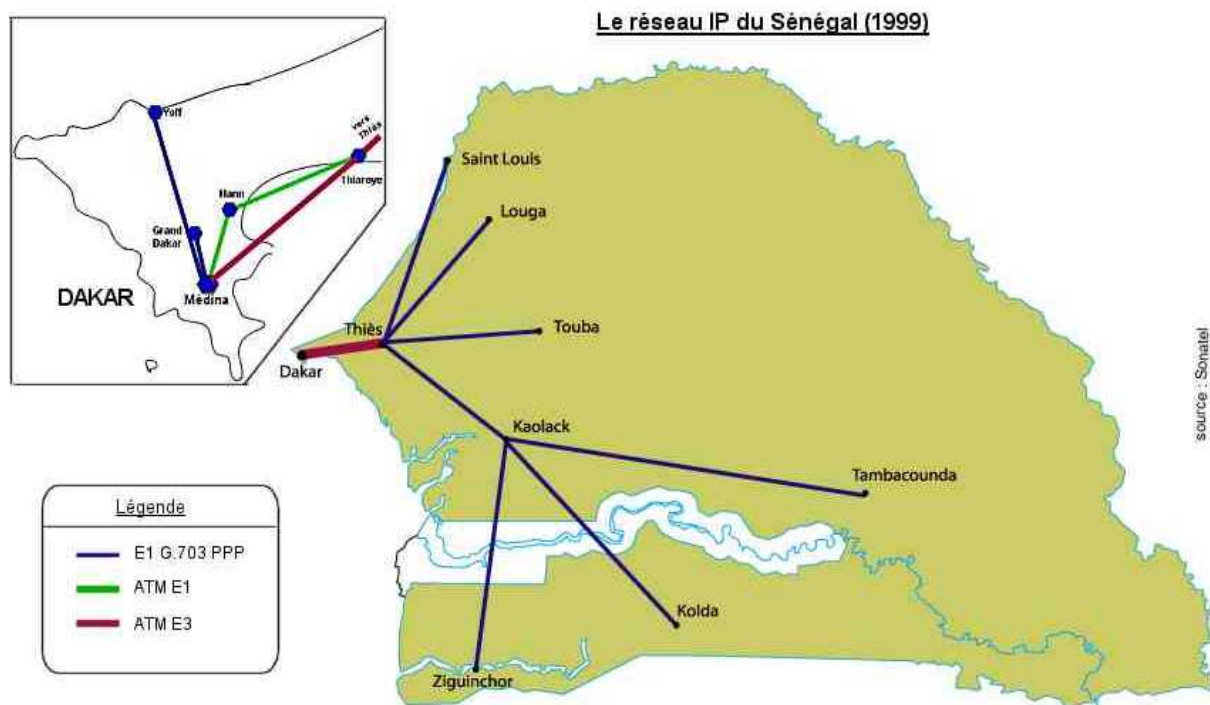 Le réseau IP du Sénégal (1999)
Yoff
vers
Thiès
Thiaroye
Hann
Grand
Dakar
Médina
DAKAR
Saint Louis
Louga
Touba
Thiès
Dakar
Kaolack
Tambacounda
Kolda
Ziguinchor
source : Sonatel
Légende
E1 G.703 PPP
ATM E1
ATM E3